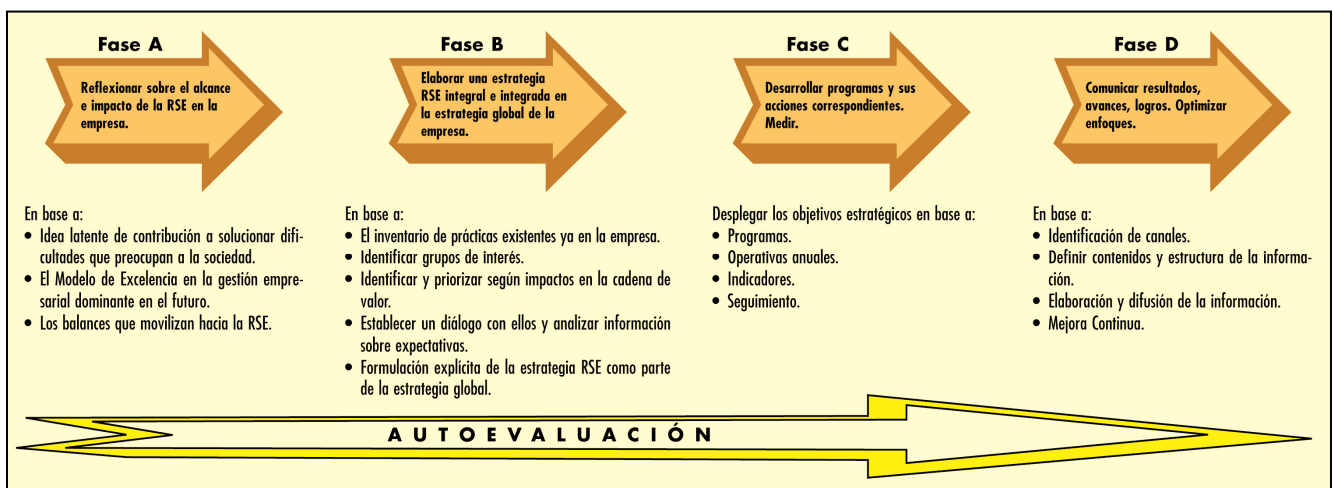 Fase A
Reflexionar sobre el alcance
e impacto de la RSE en la
empresa.
En base a:
• Idea latente de contribución a solucionar difi-
cultades que preocupan a la sociedad.
• El Modelo de Excelencia en la gestión empre-
sarial dominante en el futuro.
• Los balances que movilizan hacia la RSE.
Fase B
Elaborar una estrategia
RSE integral e integrada en
la estrategia global de la
empresa.
En base a:
• El inventario de prácticas existentes ya en la empresa.
• Identificar grupos de interés.
• Identificar y priorizar según impactos en la cadena de
valor.
• Establecer un diálogo con ellos y analizar información
sobre expectativas.
• Formulación explícita de la estrategia RSE como parte
de la estrategia global.
Fase C
Desarrollar programas y sus
acciones correspondientes.
Medir.
Desplegar los objetivos estratégicos en base a:
• Programas.
• Operativas anuales.
• Indicadores.
• Seguimiento.
Fase D
Comunicar resultados,
avances, logros. Optimizar
enfoques.
En base a:
• Identificación de canales.
• Definir contenidos y estructura de la informa-
ción.
• Elaboración y difusión de la información.
• Mejora Continua.
AUTOEVALUACIÓN